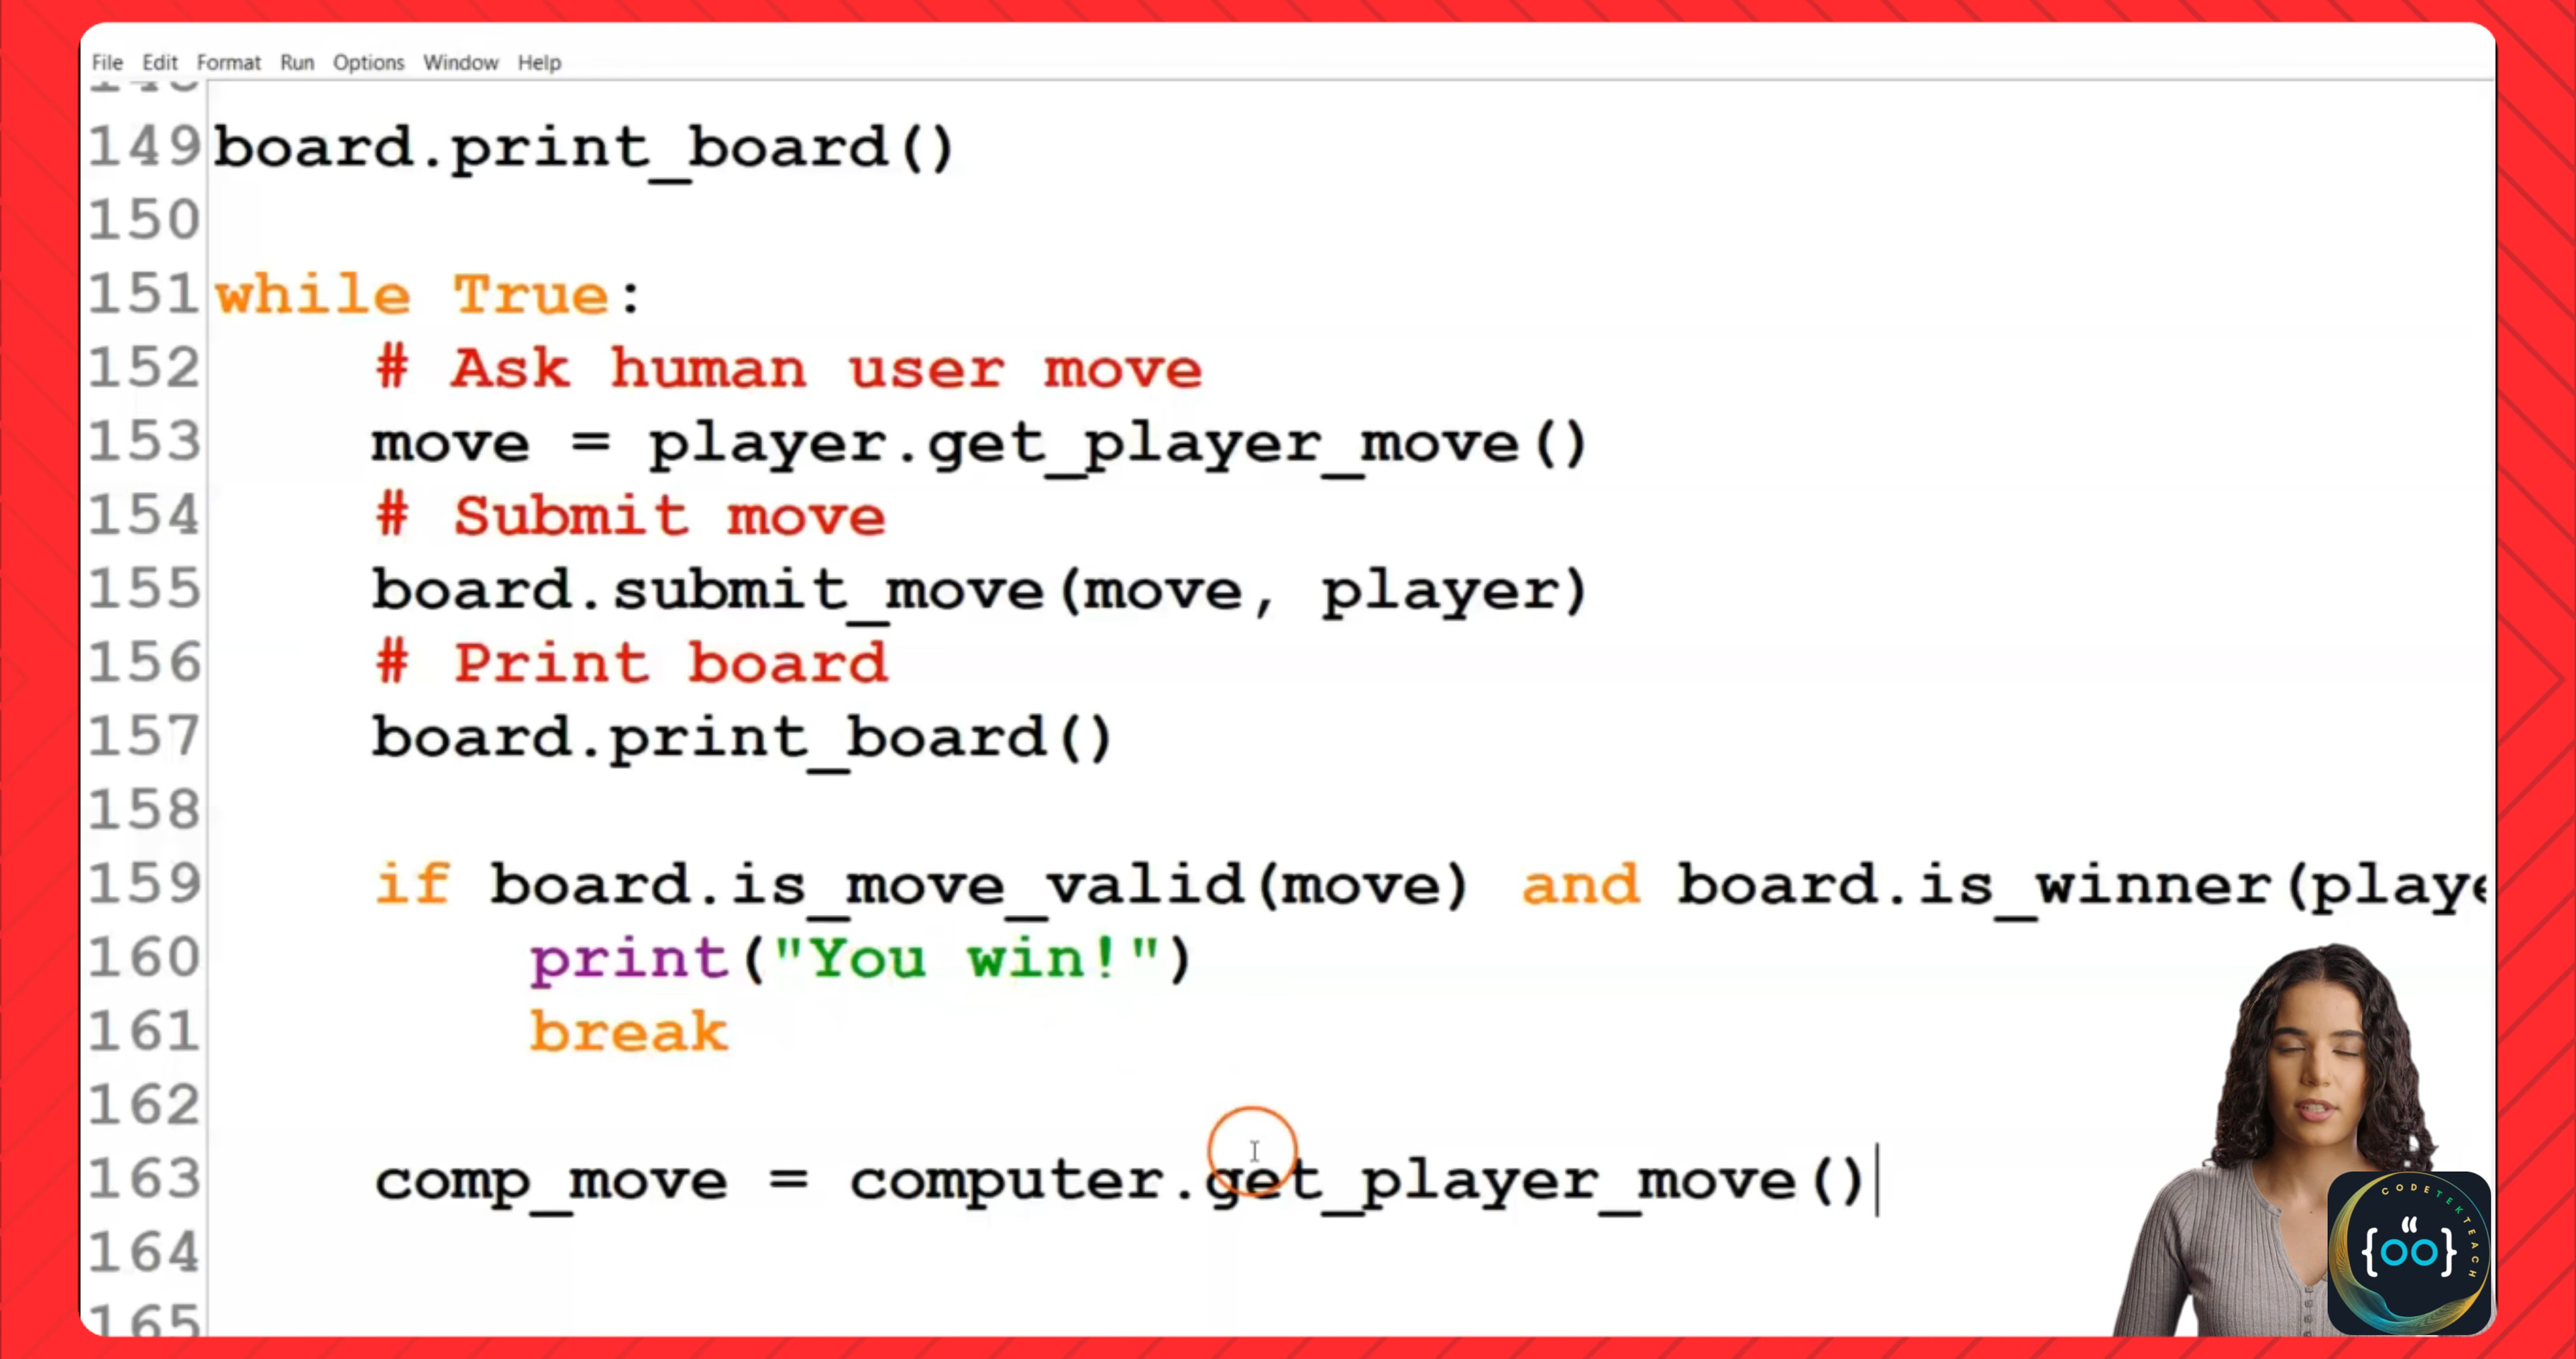 File Edit Format Run Options Window Help
149 board.print_board()
150
151 while True:
152 # Ask human user move
153 move = player.get_player_move()
154 # Submit move
155 board.submit_move(move, player)
156 # Print board
157 board.print_board()
158
159 if board.is_move_valid(move) and board.is_winner(playe
160 print("You win!")
161 break
162
163 comp_move = computer.get_player_move()
164
165
CODETEKTEACH
{oo}